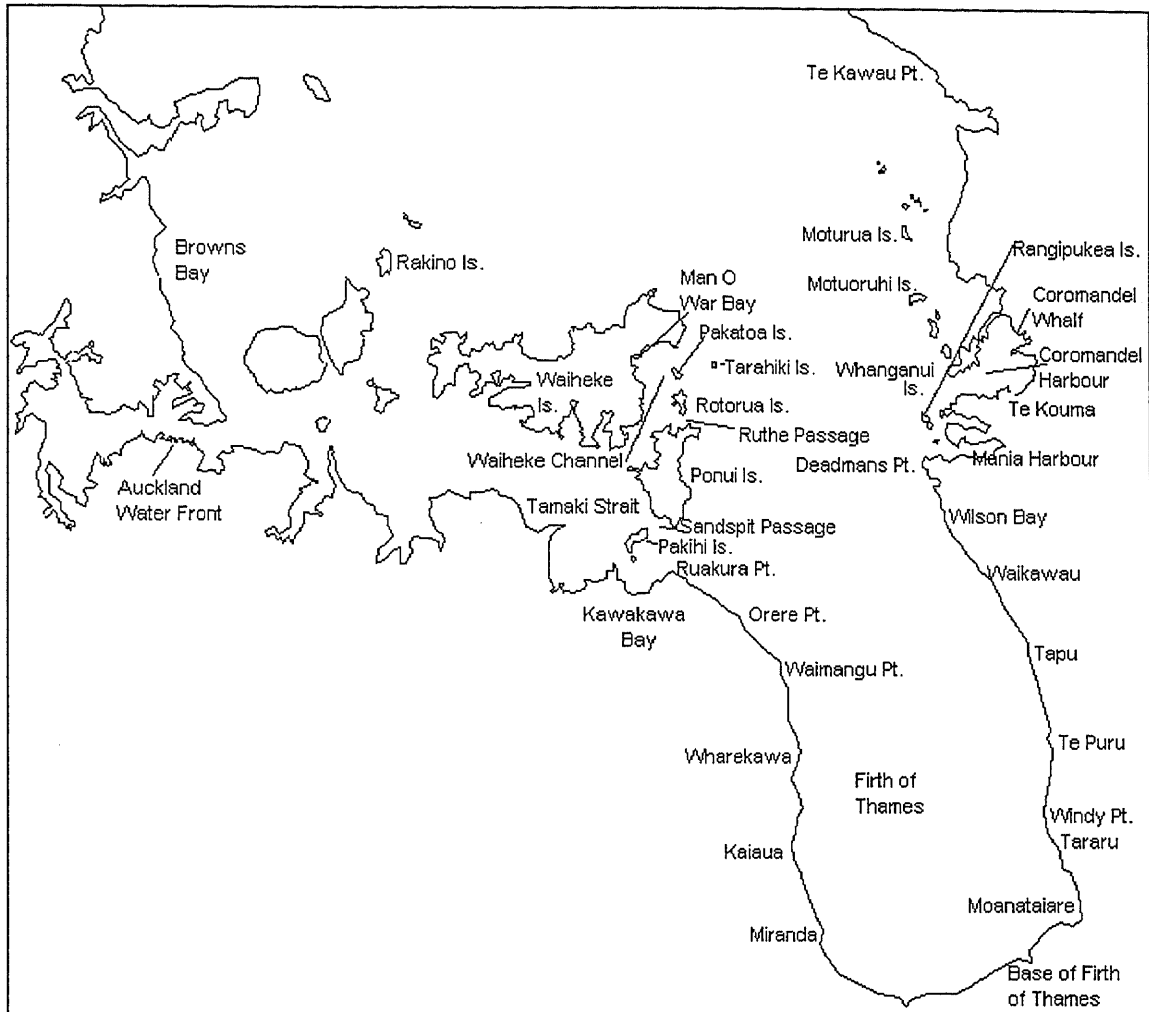 Te Kawau Pt.
Browns
Bay
Rakino Is.
Moturua Is.
Rangipukea Is.
Man O
War Bay
Motuoruhi Is.
Coromandel
Whalf
Pakatoa Is.
Waiheke
Is.
Tarahiki Is.
Whanganui
Is.
Coromandel
Harbour
Rotorua Is.
Te Kouma
Ruthe Passage
Waiheke Channel
Deadmans Pt.
Mania Harbour
Auckland
Water Front
Ponui Is.
Tamaki Strait
Wilson Bay
Sandspit Passage
Pakihi Is.
Ruakura Pt.
Waikawau
Kawakawa
Bay
Orere Pt.
Tapu
Waimangu Pt.
Te Puru
Wharekawa
Firth of
Thames
Windy Pt.
Tararu
Kaiaua
Moanataiare
Miranda
Base of Firth
of Thames